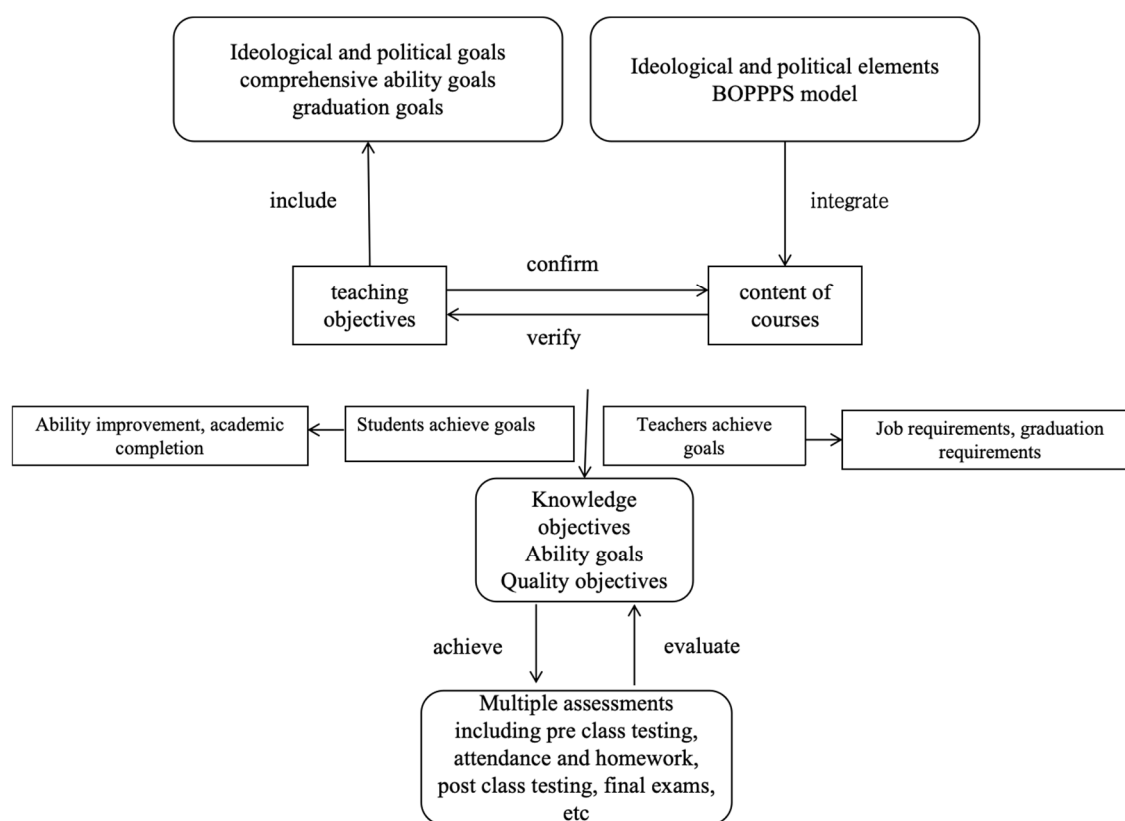 Ideological and political goals
comprehensive ability goals
graduation goals
Ideological and political elements
BOPPPS model
include
integrate
confirm
teaching
objectives
content of
courses
verify
Ability improvement, academic
completion
Students achieve goals
Teachers achieve
goals
Job requirements, graduation
requirements
Knowledge
objectives
Ability goals
Quality objectives
achieve
evaluate
Multiple assessments
including pre class testing,
attendance and homework,
post class testing, final exams,
etc